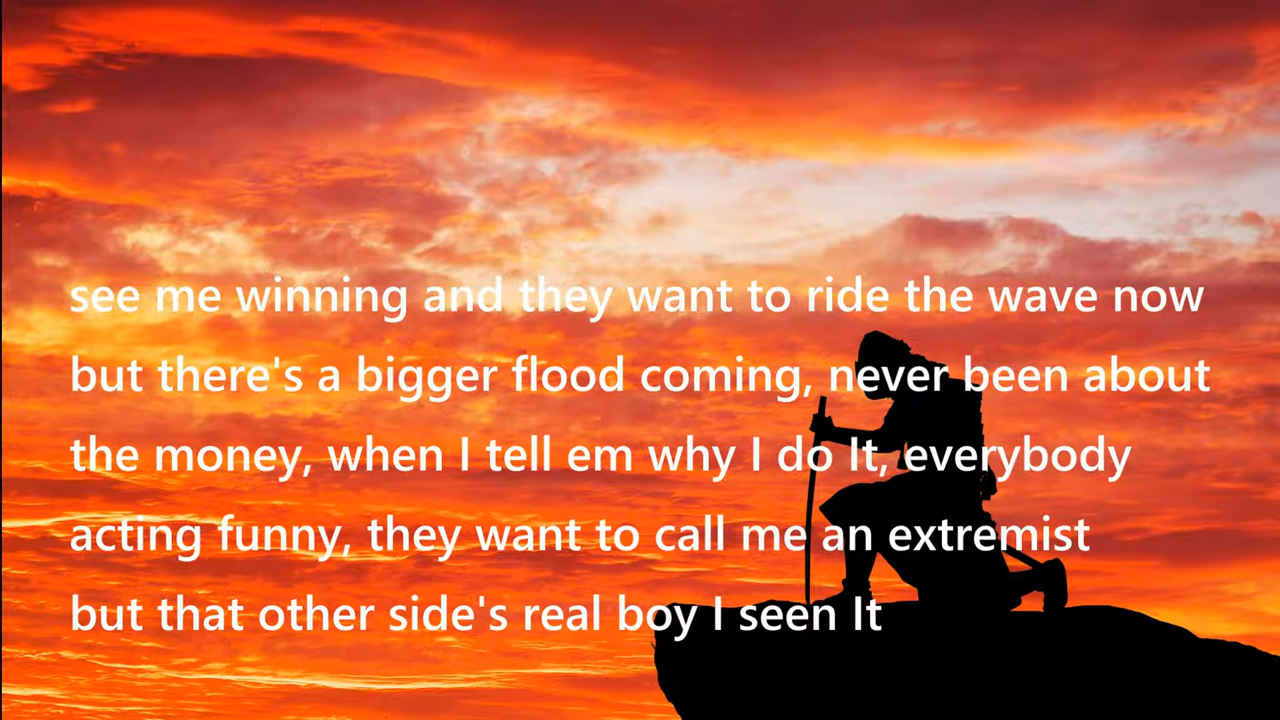 see me winning and they want to ride the wave now
but there's a bigger flood coming, never been about
the money, when I tell em why I do It, everybody
acting funny, they want to call me an extremist
but that other side's real boy I seen It